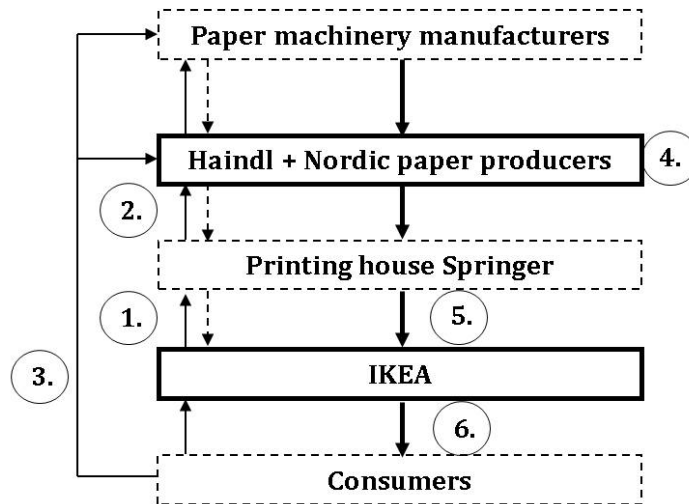 Paper machinery manufacturers
Haindl + Nordic paper producers
4.
2.
Printing house Springer
1.
5.
3.
IKEA
6.
Consumers